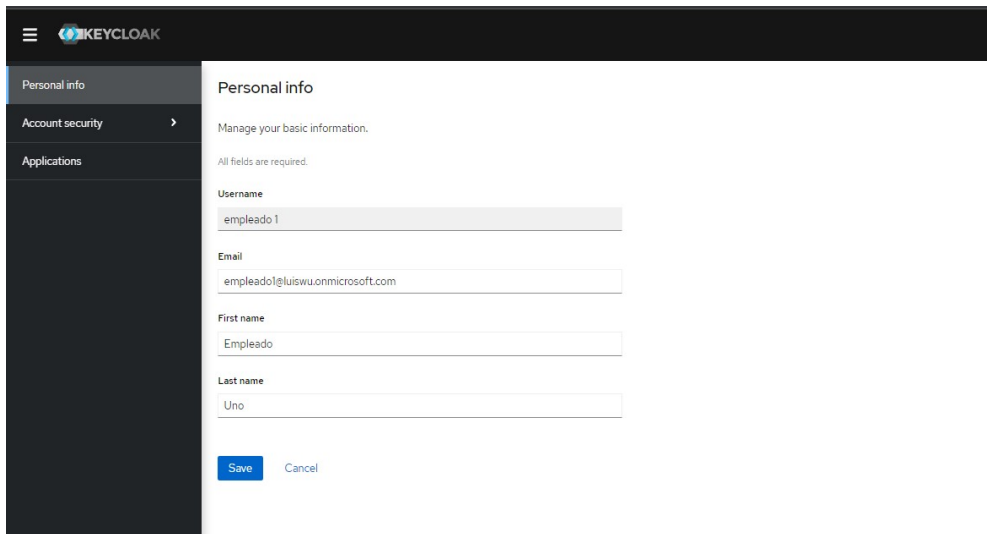 KEYCLOAK
Personal info
Account security
Applications
Personal info
Manage your basic information.
All fields are required.
Username
empleado 1
Email
empleado1@luiswu.onmicrosoft.com
First name
Empleado
Last name
Uno
Save Cancel